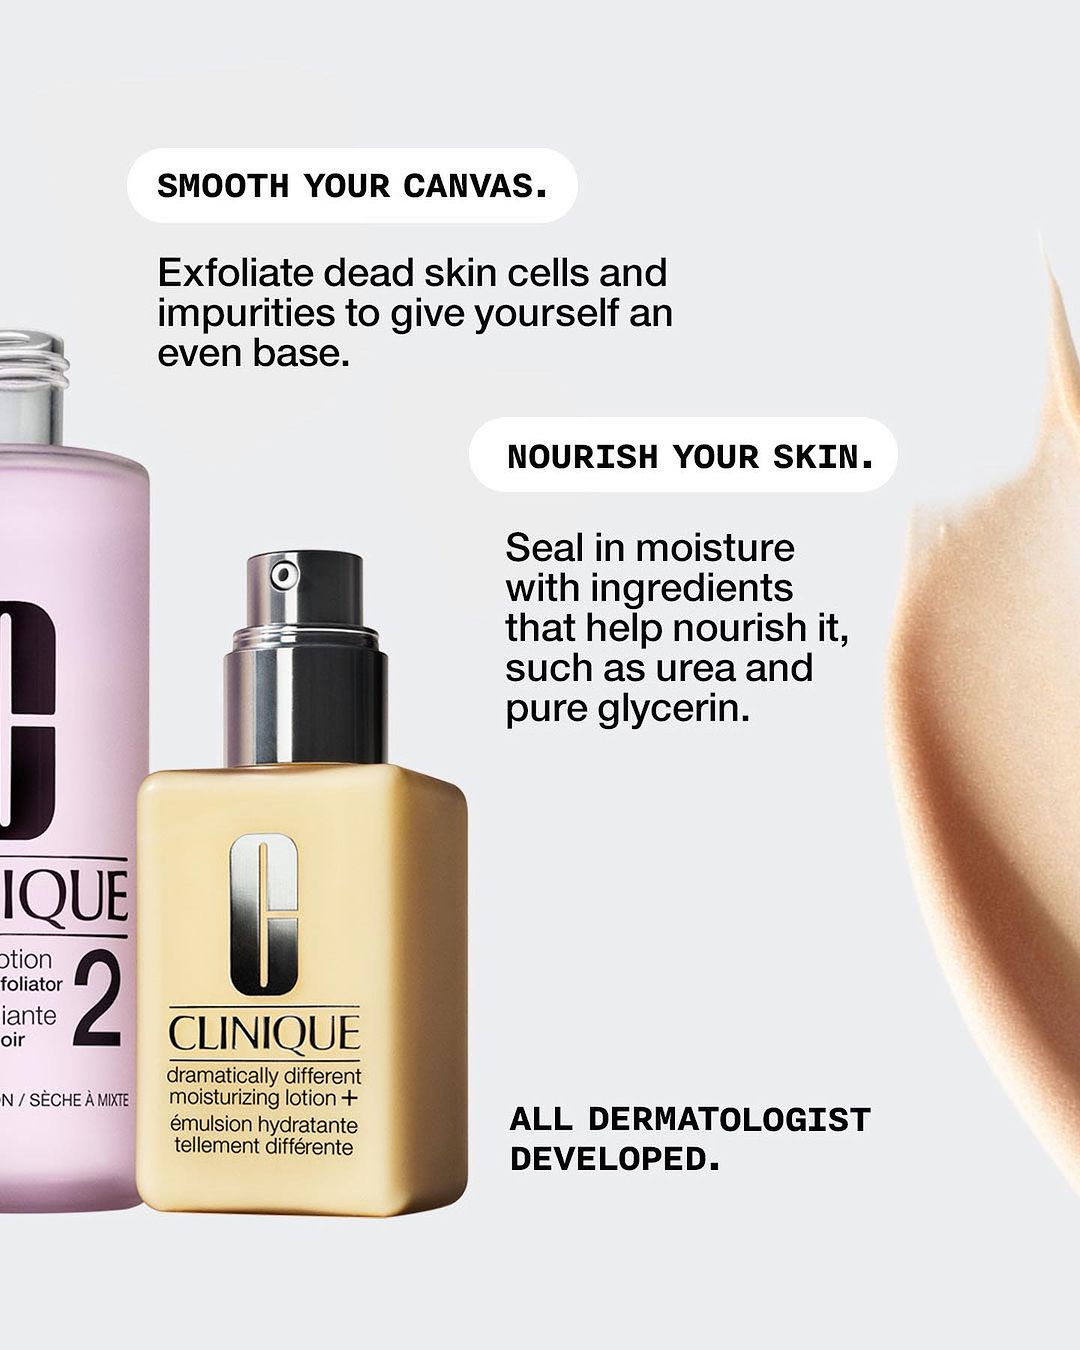 SMOOTH YOUR CANVAS.
Exfoliate dead skin cells and
impurities to give yourself an
even base.
NOURISH YOUR SKIN.
Seal in moisture
with ingredients
that help nourish it,
such as urea and
pure glycerin.
IQUE
otion
foliator
2
iante
oir
N / SÈCHE À MIXTE
CLINIQUE
dramatically different
moisturizing lotion +
émulsion hydratante
tellement différente
ALL DERMATOLOGIST
DEVELOPED.